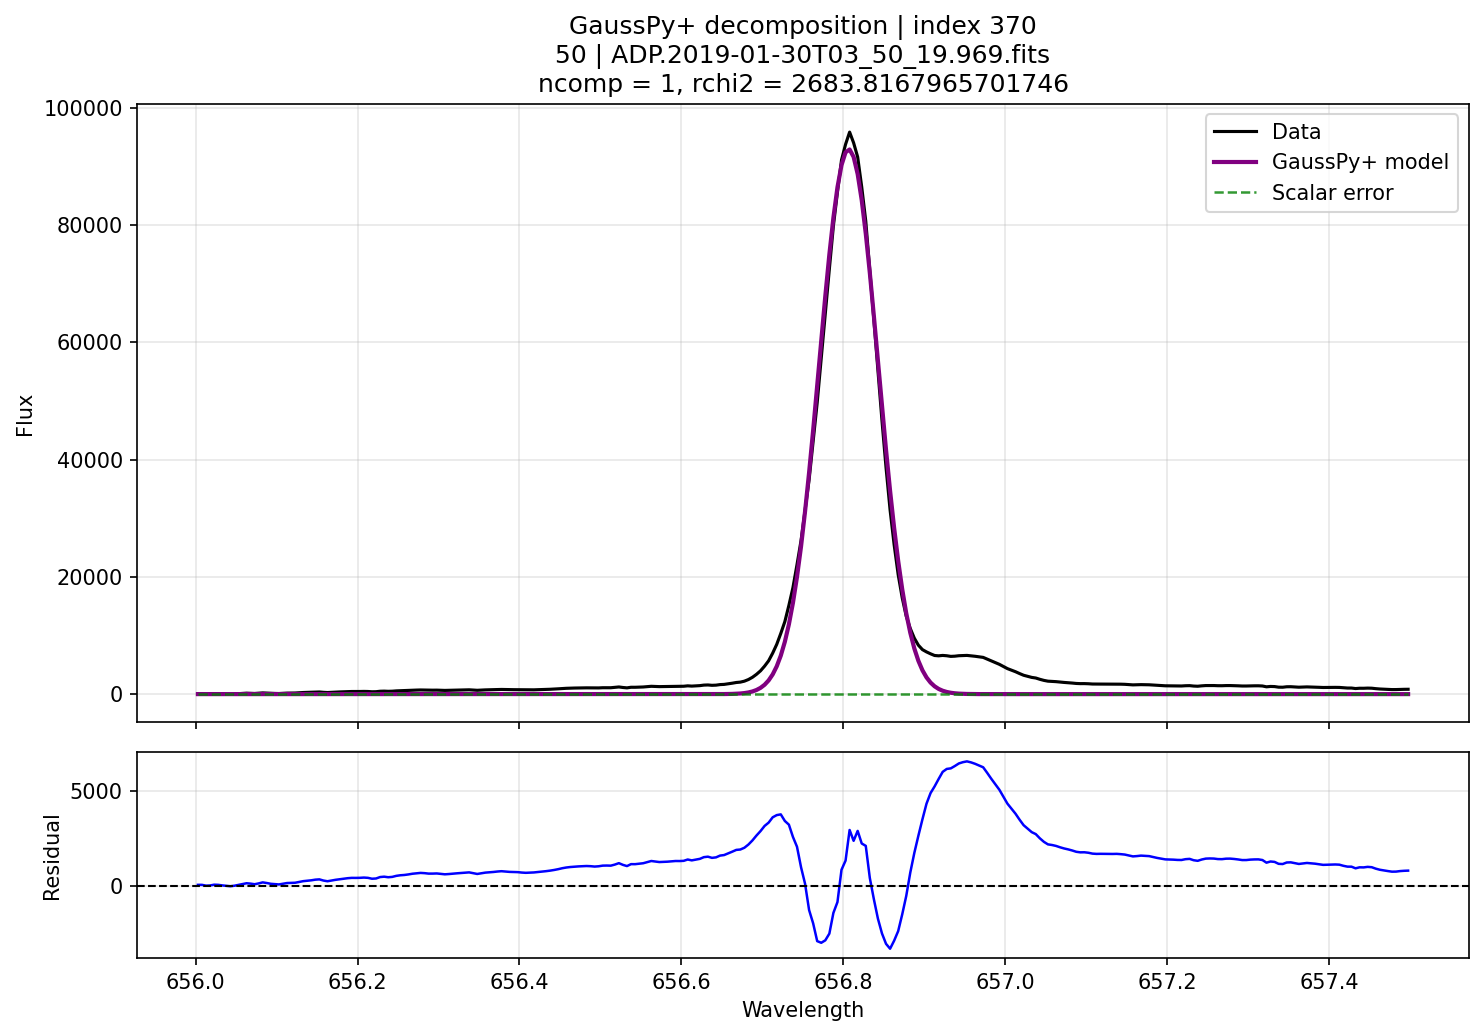 GaussPy+ decomposition | index 370
50 | ADP.2019-01-30T03_50_19.969.fits
ncomp = 1, rchi2 = 2683.8167965701746
100000
80000
60000
40000
20000
0
Flux
Data
GaussPy+ model
Scalar error
5000
0
Residual
656.0 656.2 656.4 656.6 656.8 657.0 657.2 657.4
Wavelength